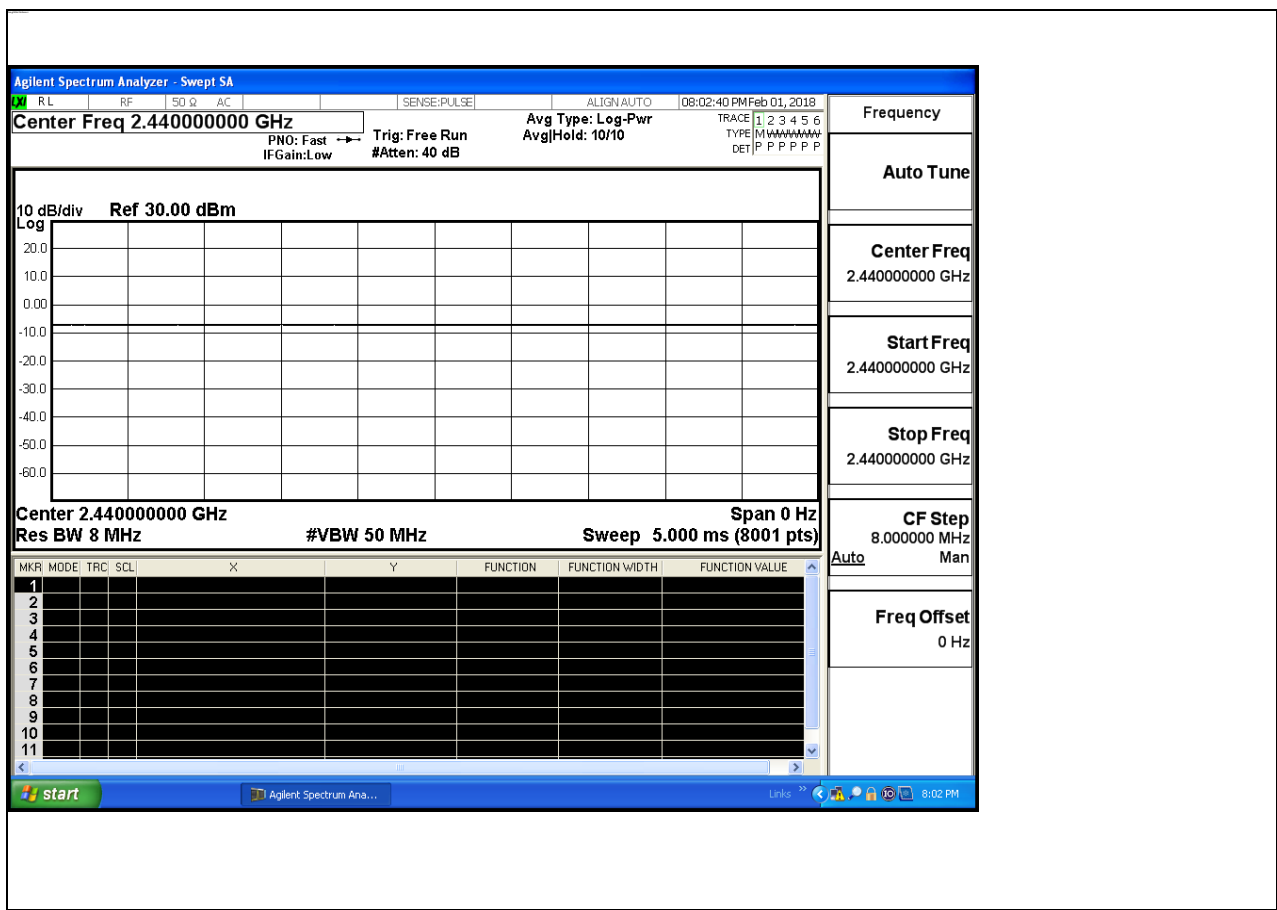 Agilent Spectrum Analyzer - Swept SA
LXI RL RF 50 Ω AC SENSE:PULSE ALIGN AUTO 08:02:40 PM Feb 01, 2018
Center Freq 2.440000000 GHz
PNO: Fast
IFGain:Low
Trig: Free Run
#Atten: 40 dB
Avg Type: Log-Pwr
Avg|Hold: 10/10
TRACE 1 2 3 4 5 6
TYPE M W W W W W
DET P P P P P P
10 dB/div Ref 30.00 dBm
Log
20.0
10.0
0.00
-10.0
-20.0
-30.0
-40.0
-50.0
-60.0
Center 2.440000000 GHz Span 0 Hz
Res BW 8 MHz #VBW 50 MHz Sweep 5.000 ms (8001 pts)
MKR MODE TRC SCL X Y FUNCTION FUNCTION WIDTH FUNCTION VALUE
1
2
3
4
5
6
7
8
9
10
11
Frequency
Auto Tune
Center Freq
2.440000000 GHz
Start Freq
2.440000000 GHz
Stop Freq
2.440000000 GHz
CF Step
8.000000 MHz
Auto Man
Freq Offset
0 Hz
start Agilent Spectrum Ana... Links » 8:02 PM